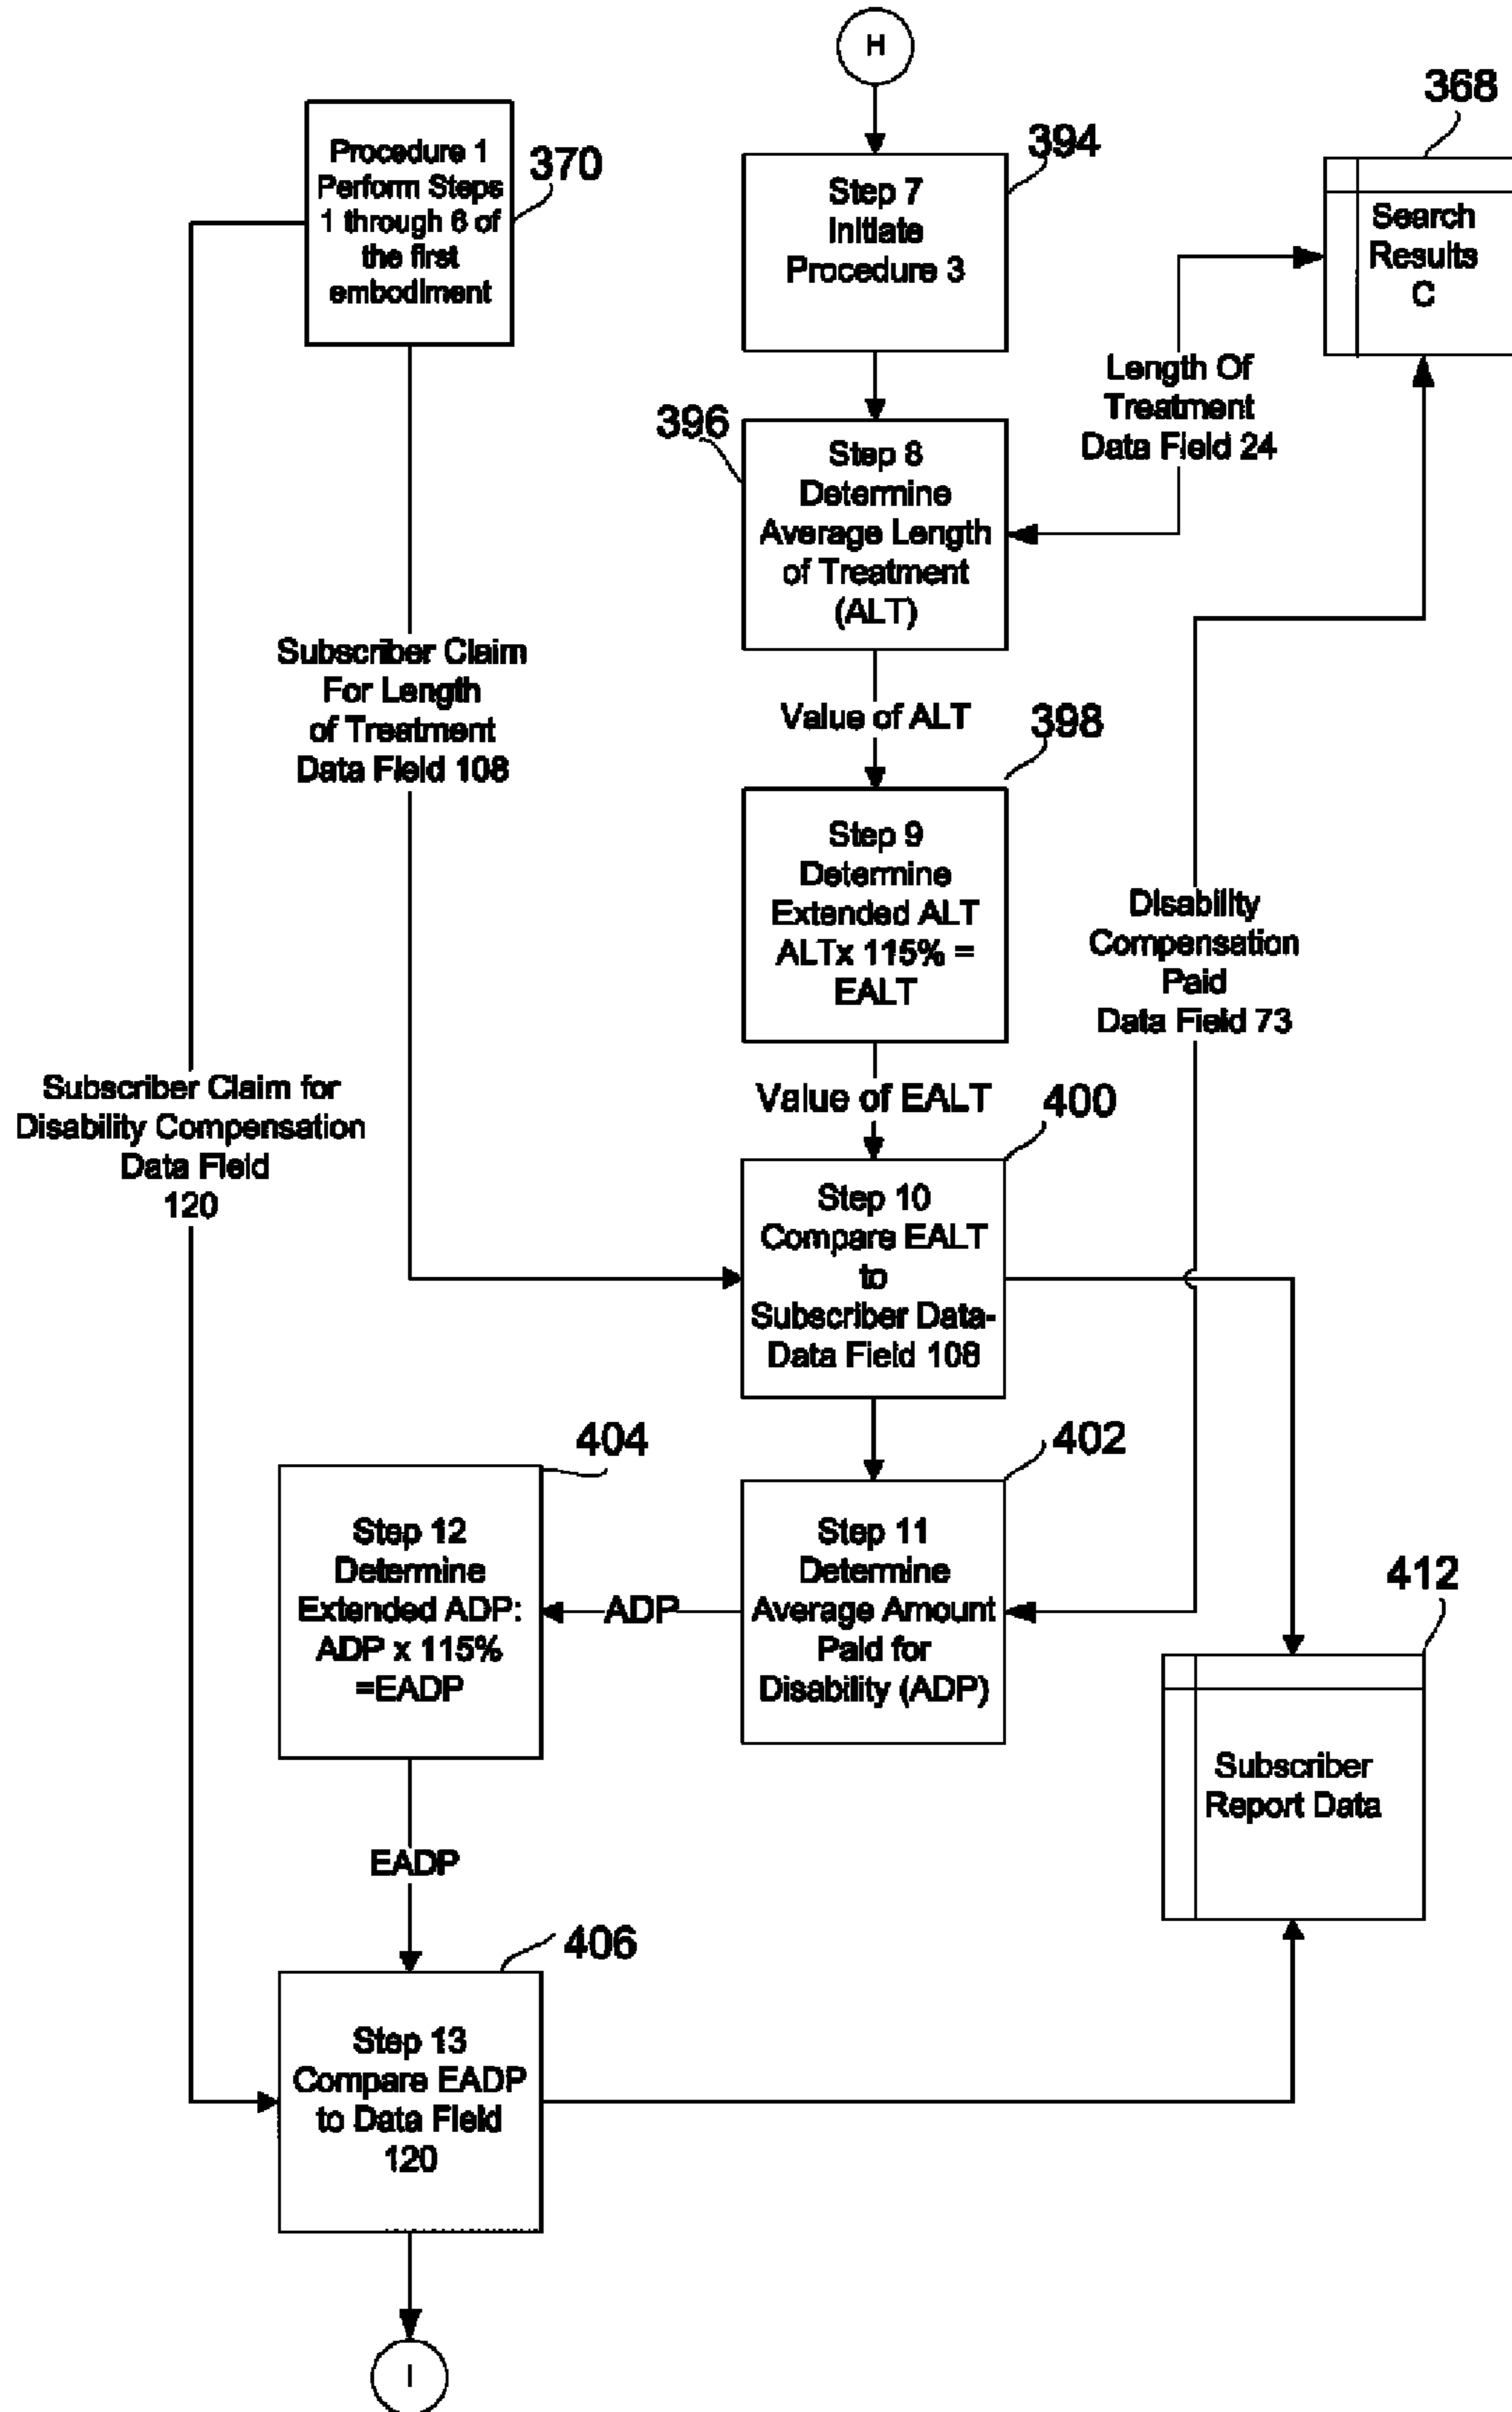 H
368
394
Procedure 1
Perform Steps
1 through 6 of
the first
embodiment
370
Step 7
Initiate
Procedure 3
Search
Results
C
Length Of
Treatment
Data Field 24
396
Step 8
Determine
Average Length
of Treatment
(ALT)
Subscriber Claim
For Length
of Treatment
Data Field 108
Value of ALT
398
Step 9
Determine
Extended ALT
ALTx 115% =
EALT
Disability
Compensation
Paid
Data Field 73
Subscriber Claim for
Disability Compensation
Data Field
120
Value of EALT
400
Step 10
Compare EALT
to
Subscriber Data-
Data Field 108
404
402
Step 12
Determine
Extended ADP:
ADP x 115%
=EADP
ADP
Step 11
Determine
Average Amount
Paid for
Disability (ADP)
412
Subscriber
Report Data
EADP
406
Step 13
Compare EADP
to Data Field
120
I